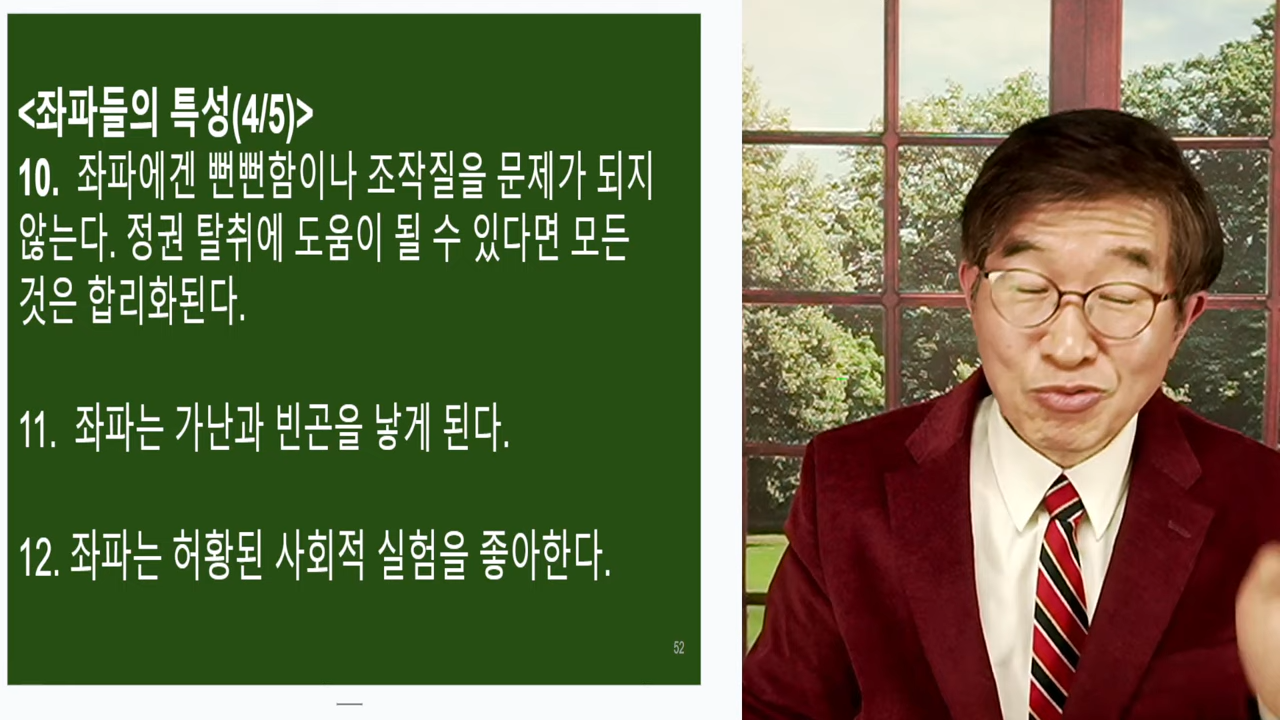 <좌파들의 특성(4/5)>
10. 좌파에겐 뻔뻔함이나 조작질을 문제가 되지
않는다. 정권 탈취에 도움이 될 수 있다면 모든
것은 합리화된다.
11. 좌파는 가난과 빈곤을 낳게 된다.
12. 좌파는 허황된 사회적 실험을 좋아한다.
52